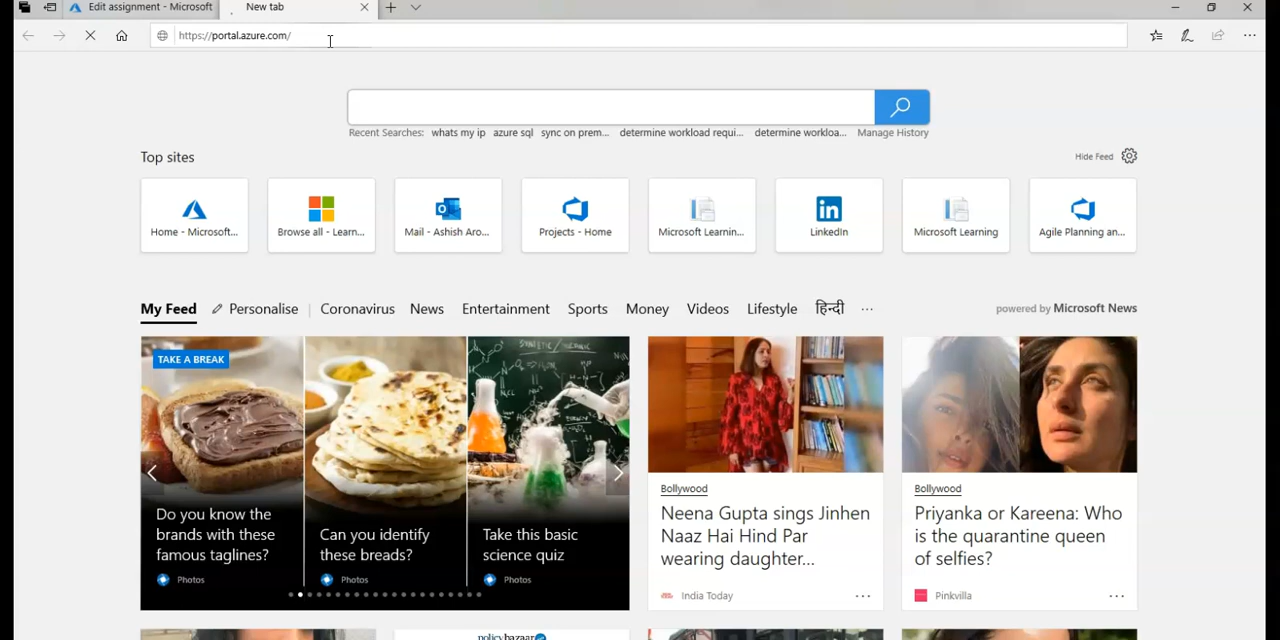 Edit assignment - Microsoft
New tab
https://portal.azure.com/
Recent Searches: whats my ip azure sql sync on prem... determine workload requi... determine workloa... Manage History
Top sites
Hide Feed
Home - Microsoft...
Browse all - Learn...
Mail - Ashish Aro...
Projects - Home
Microsoft Learnin...
LinkedIn
Microsoft Learning
Agile Planning an...
My Feed
Personalise
Coronavirus
News
Entertainment
Sports
Money
Videos
Lifestyle
हिन्दी
...
powered by Microsoft News
TAKE A BREAK
Do you know the
brands with these
famous taglines?
Photos
Can you identify
these breads?
Photos
Take this basic
science quiz
Photos
Bollywood
Neena Gupta sings Jinhen
Naaz Hai Hind Par
wearing daughter...
India Today
Bollywood
Priyanka or Kareena: Who
is the quarantine queen
of selfies?
Pinkvilla
policybazaar